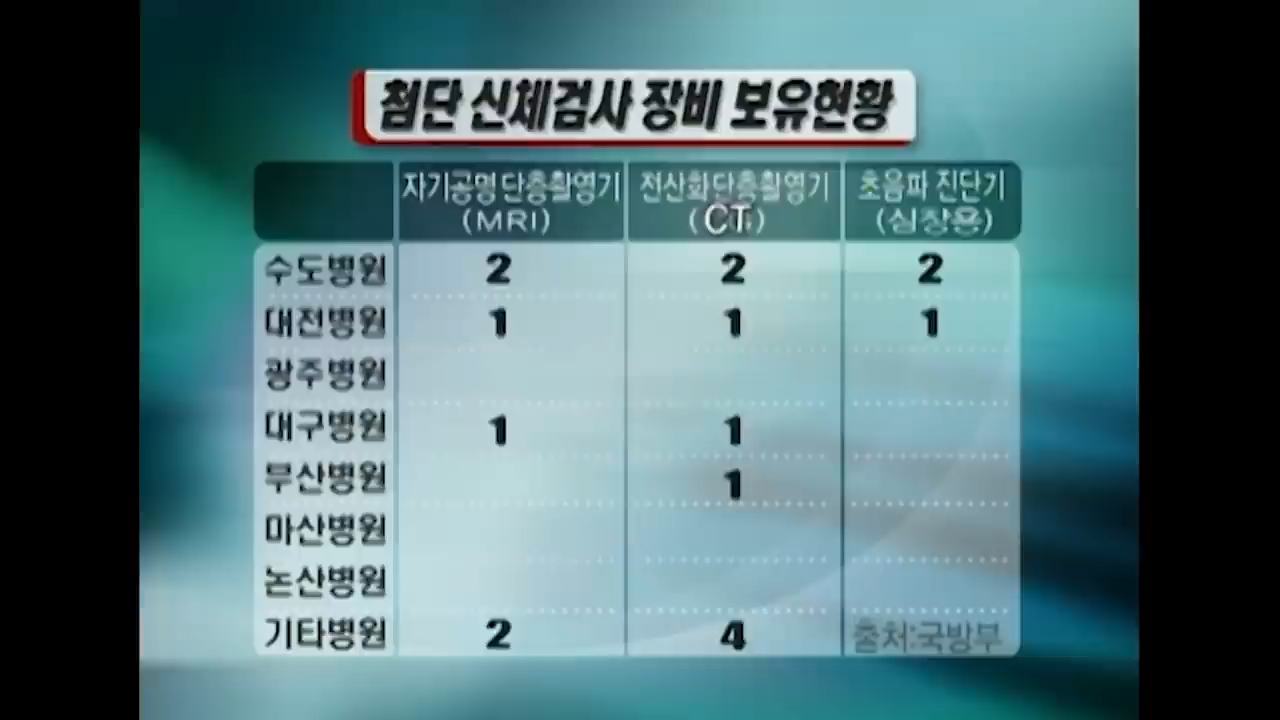 첨단 신체검사 장비 보유현황
자기공명 단층촬영기 전산화 단층촬영기 초음파 진단기
(MRI) (CT) (심장용)
수도병원 2 2 2
대전병원 1 1 1
광주병원
대구병원 1 1
부산병원 1
마산병원
논산병원
기타병원 2 4 출처:국방부